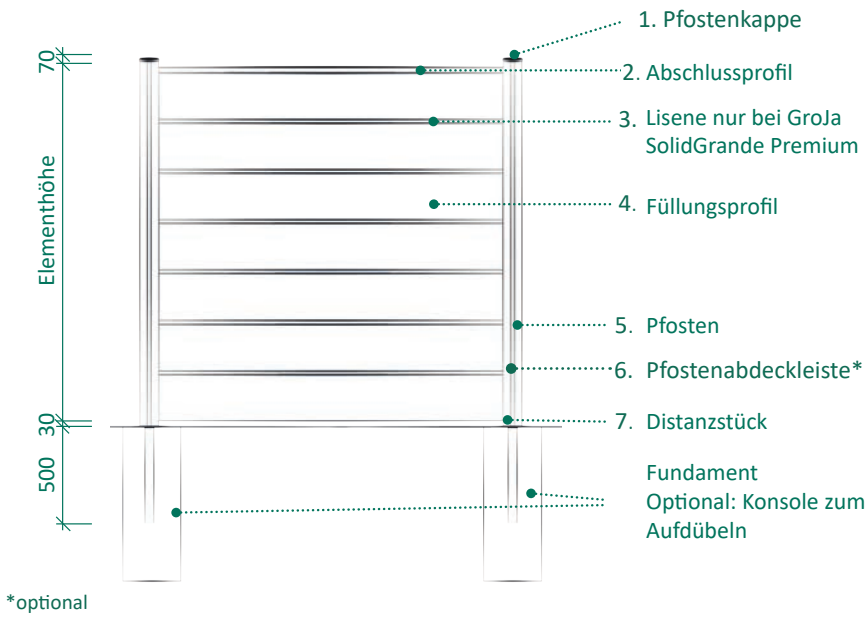 1. Pfostenkappe
2. Abschlussprofil
3. Lisene nur bei GroJa
SolidGrande Premium
4. Füllungsprofil
5. Pfosten
6. Pfostenabdeckleiste*
7. Distanzstück
Fundament
Optional: Konsole zum
Aufdübeln
70
Elementhöhe
30
500
*optional